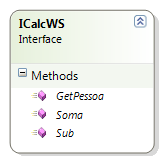 ICalcWS
Interface
Methods
GetPessoa
Soma
Sub